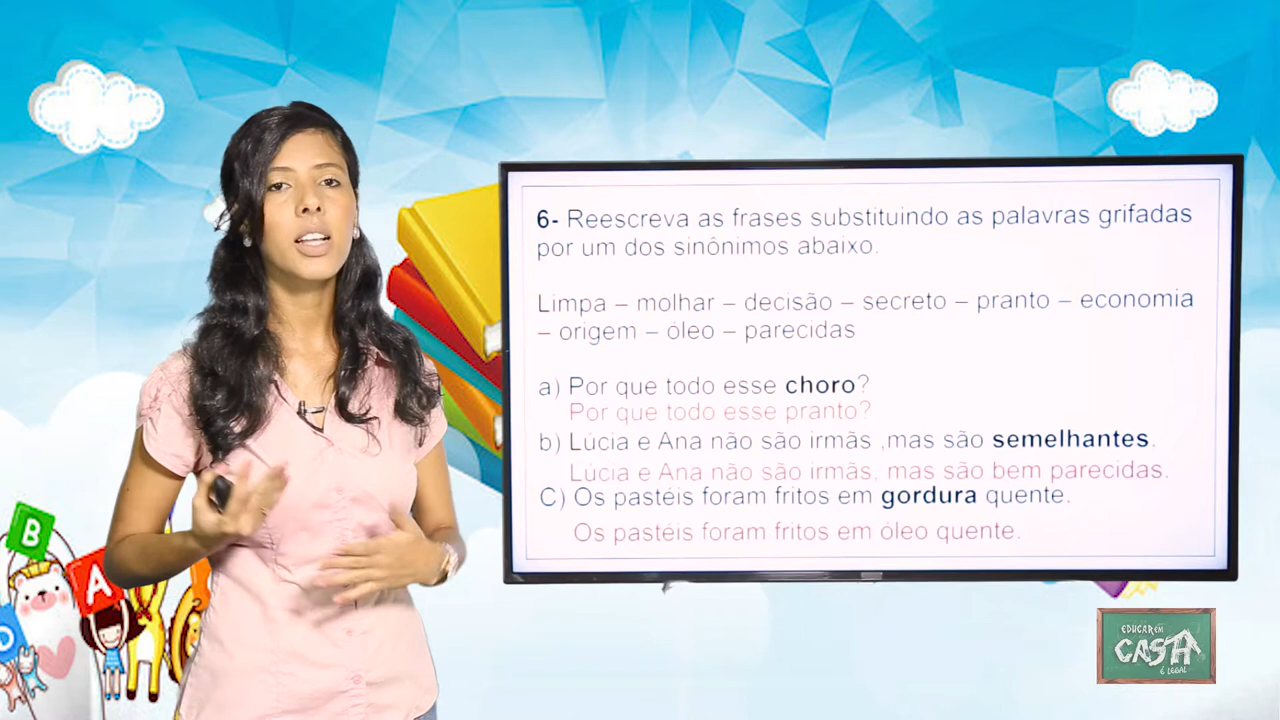 6- Reescreva as frases substituindo as palavras grifadas
por um dos sinônimos abaixo.
Limpa – molhar – decisão – secreto – pranto – economia
– origem – óleo – parecidas
a) Por que todo esse choro?
Por que todo esse pranto?
b) Lúcia e Ana não são irmãs ,mas são semelhantes.
Lúcia e Ana não são irmãs, mas são bem parecidas.
C) Os pastéis foram fritos em gordura quente.
Os pastéis foram fritos em óleo quente.
B
A
EDUCAR EM
CASA
É LEGAL